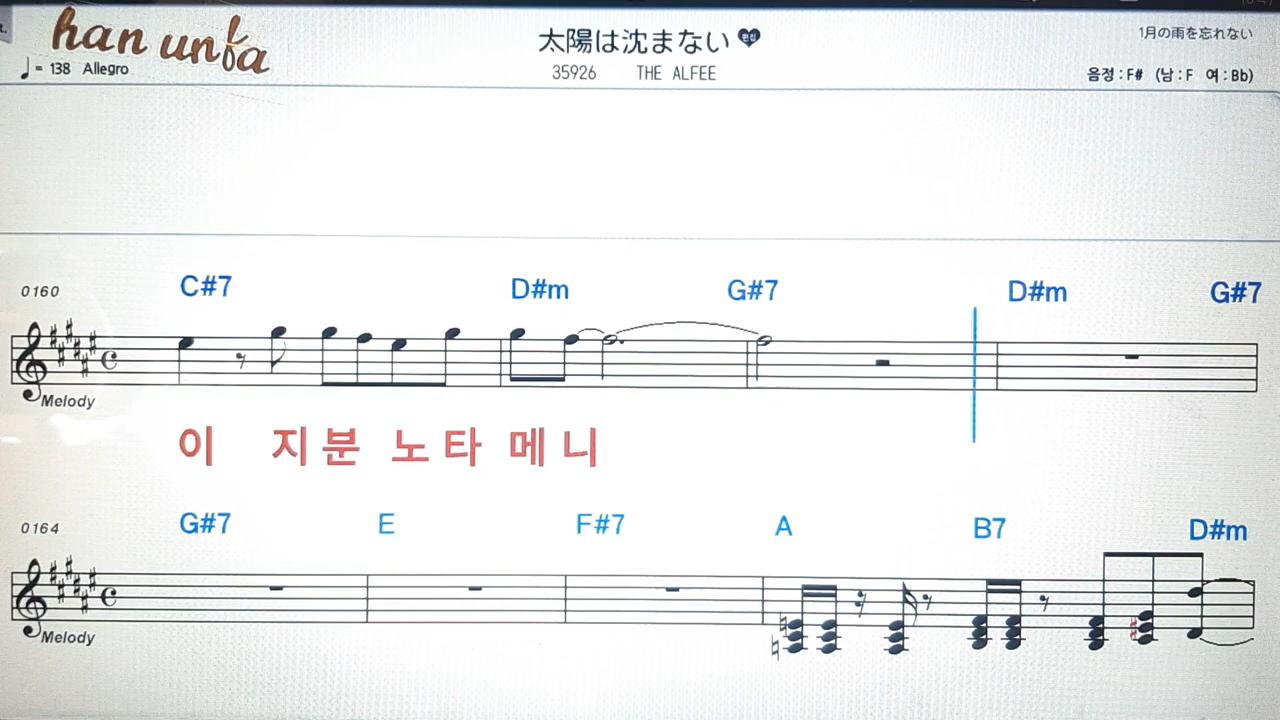 han unfa
♩= 138 Allegro
太陽は沈まない
35926 THE ALFEE
1月の雨を忘れない
음정 : F# (남 : F 여 : Bb)
0160 C#7 D#m G#7 D#m G#7
Melody
이 지 분 노 타 메 니
0164 G#7 E F#7 A B7 D#m
Melody